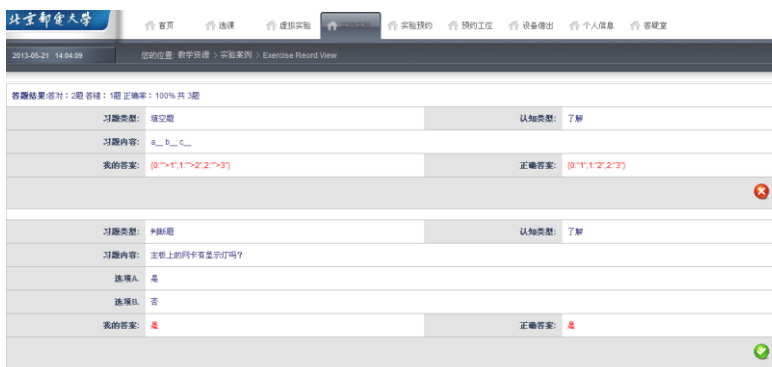 北京邮电大学
首页 选课 虚拟实验 实验预约 预约工位 设备借出 个人信息 答疑室
2013-05-21 14:04:09 您的位置: 教学资源 > 实验案例 > Exercise Reord View
答题结果:答对：2题 答错：1题 正确率：100% 共 3题
习题类型: 填空题 认知类型: 了解
习题内容: a__ b__ c__
我的答案: {0:"">1",1:"">2",2:"">3"} 正确答案: {0:"1",1:"2",2:"3"}
习题类型: 判断题 认知类型: 了解
习题内容: 主板上的网卡有显示灯吗?
选项A. 是
选项B. 否
我的答案: 是 正确答案: 是